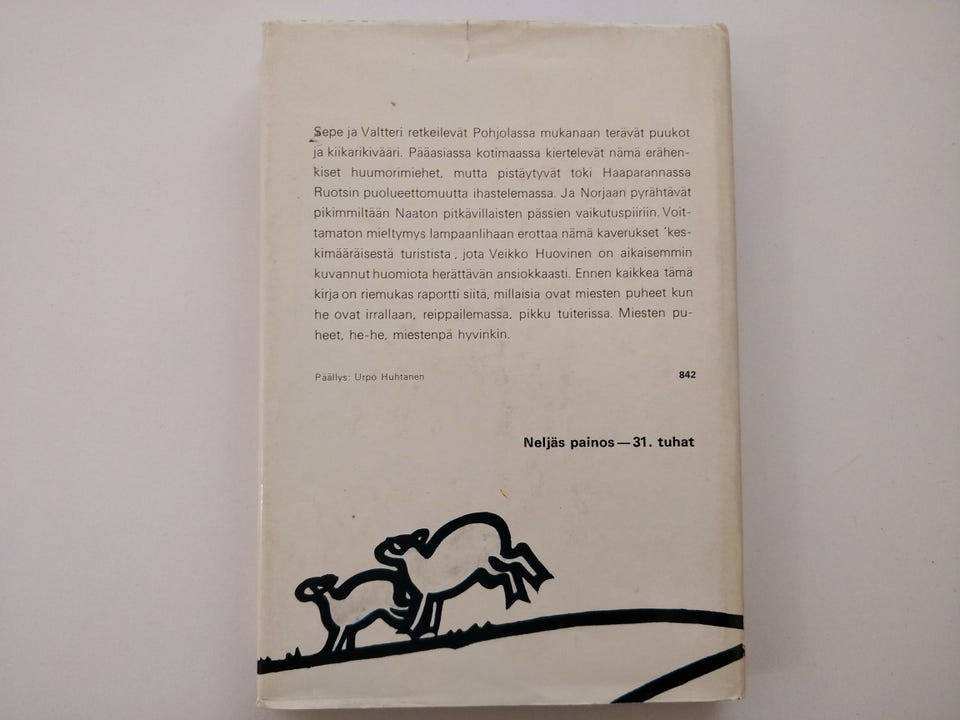 Sepe ja Valtteri retkeilevät Pohjolassa mukanaan terävät puukot
ja kiikarikivääri. Pääasiassa kotimaassa kiertelevät nämä erähen-
kiset huumorimiehet, mutta pistäytyvät toki Haaparannassa
Ruotsin puolueettomuutta ihastelemassa. Ja Norjaan pyrähtävät
pikimmiltään Naaton pitkävillaisten pässien vaikutuspiiriin. Voit-
tamaton mieltymys lampaanlihaan erottaa nämä kaverukset 'kes-
kimääräisestä turistista, jota Veikko Huovinen on aikaisemmin
kuvannut huomiota herättävän ansiokkaasti. Ennen kaikkea tämä
kirja on riemukas raportti siitä, millaisia ovat miesten puheet kun
he ovat irrallaan, reippailemassa, pikku tuiterissa. Miesten pu-
heet, he-he, miestenpä hyvinkin.
Päällys: Urpo Huhtanen
842
Neljäs painos — 31. tuhat